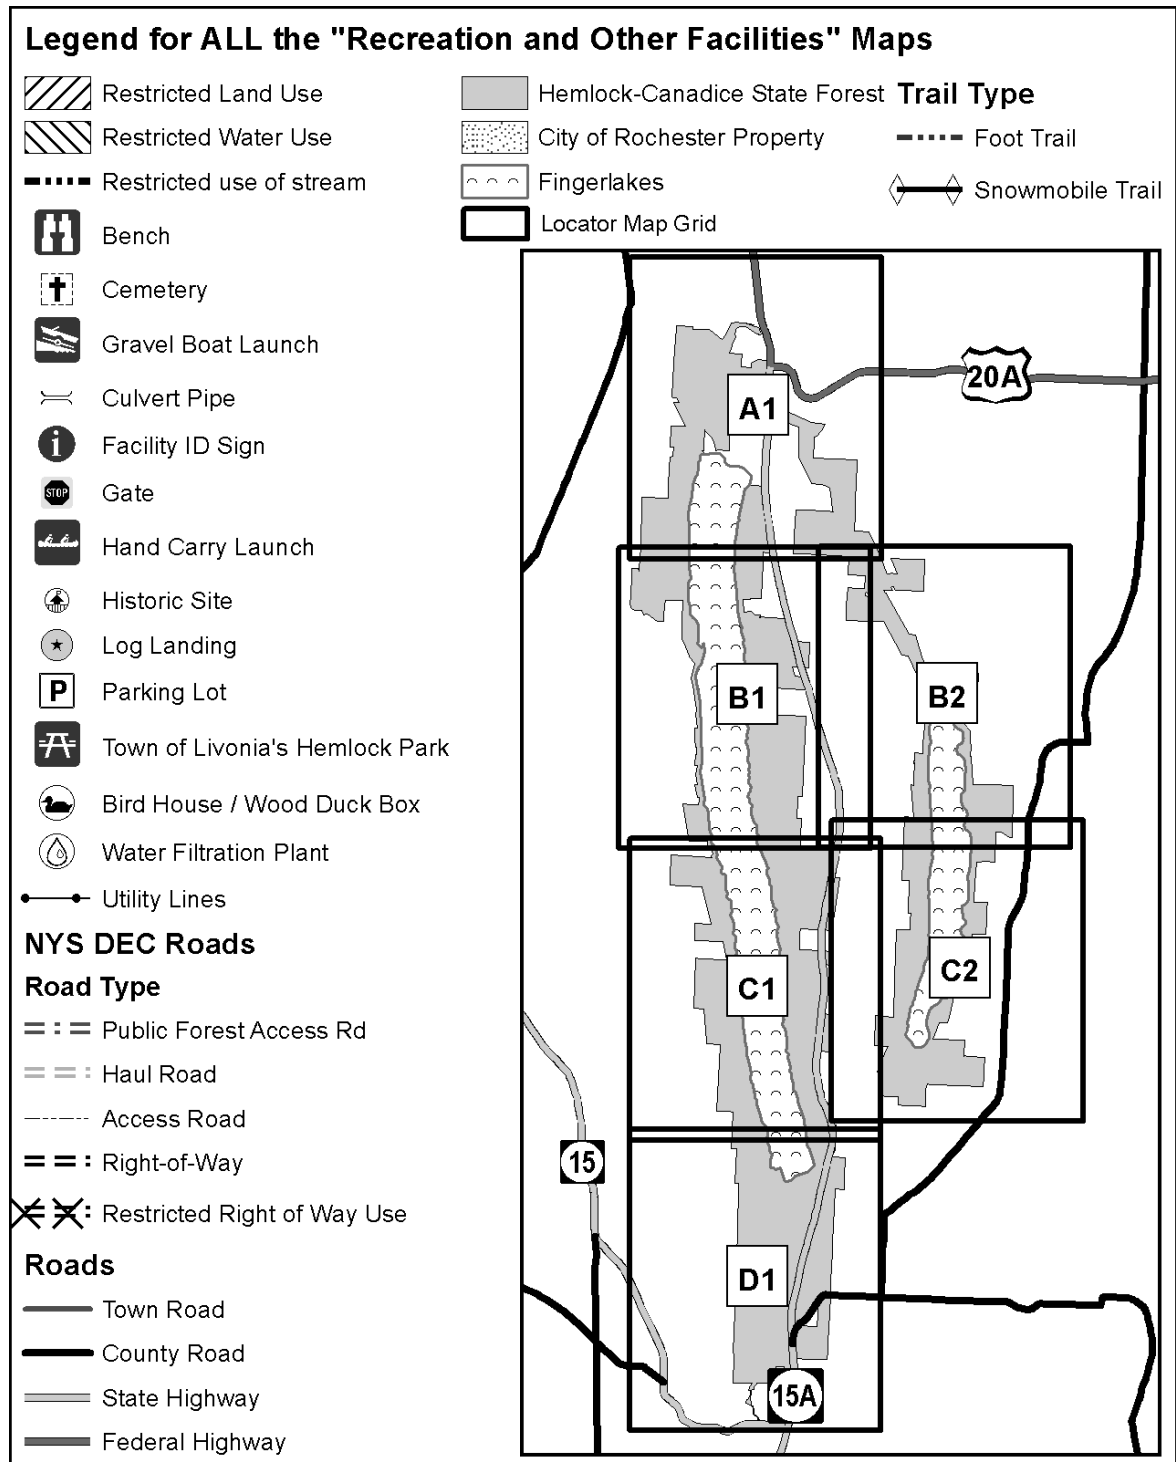 Legend for ALL the "Recreation and Other Facilities" Maps
Restricted Land Use
Restricted Water Use
Restricted use of stream
Bench
Cemetery
Gravel Boat Launch
Culvert Pipe
i
Facility ID Sign
STOP
Gate
Hand Carry Launch
Historic Site
Log Landing
P
Parking Lot
Town of Livonia's Hemlock Park
Bird House / Wood Duck Box
Water Filtration Plant
Utility Lines
NYS DEC Roads
Road Type
Public Forest Access Rd
Haul Road
Access Road
Right-of-Way
Restricted Right of Way Use
Roads
Town Road
County Road
State Highway
Federal Highway
Hemlock-Canadice State Forest
City of Rochester Property
Fingerlakes
Locator Map Grid
Trail Type
Foot Trail
Snowmobile Trail
20A
A1
B1
B2
C1
C2
15
D1
15A